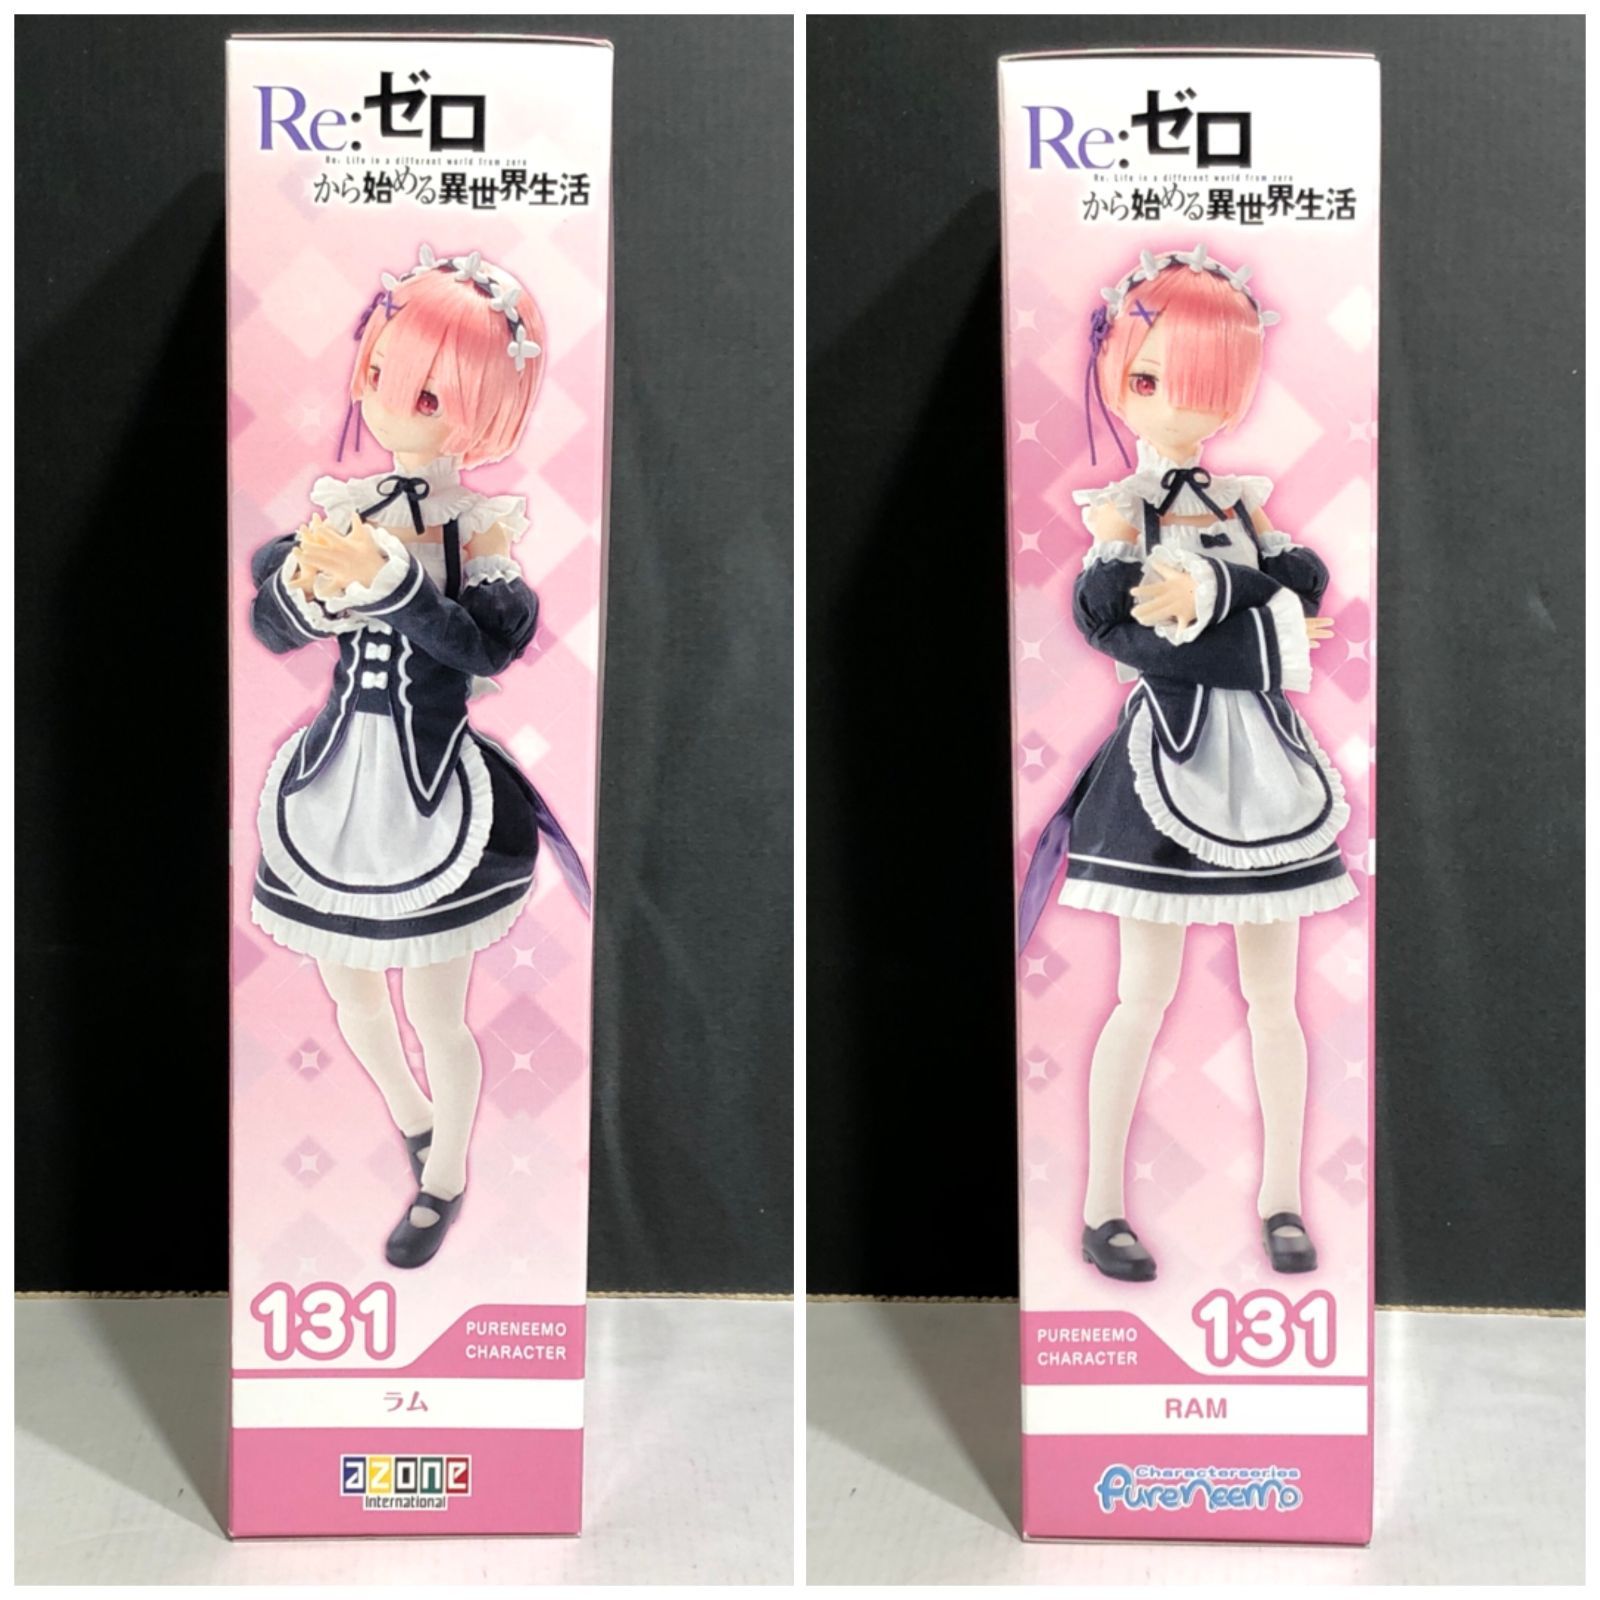 Re:ゼロ
Re: Life in a different world from zero
から始める異世界生活
131
PURENEEMO
CHARACTER
ラム
azone
International
Re:ゼロ
Re: Life in a different world from zero
から始める異世界生活
PURENEEMO
CHARACTER
131
RAM
Characterseries
PureNeemo